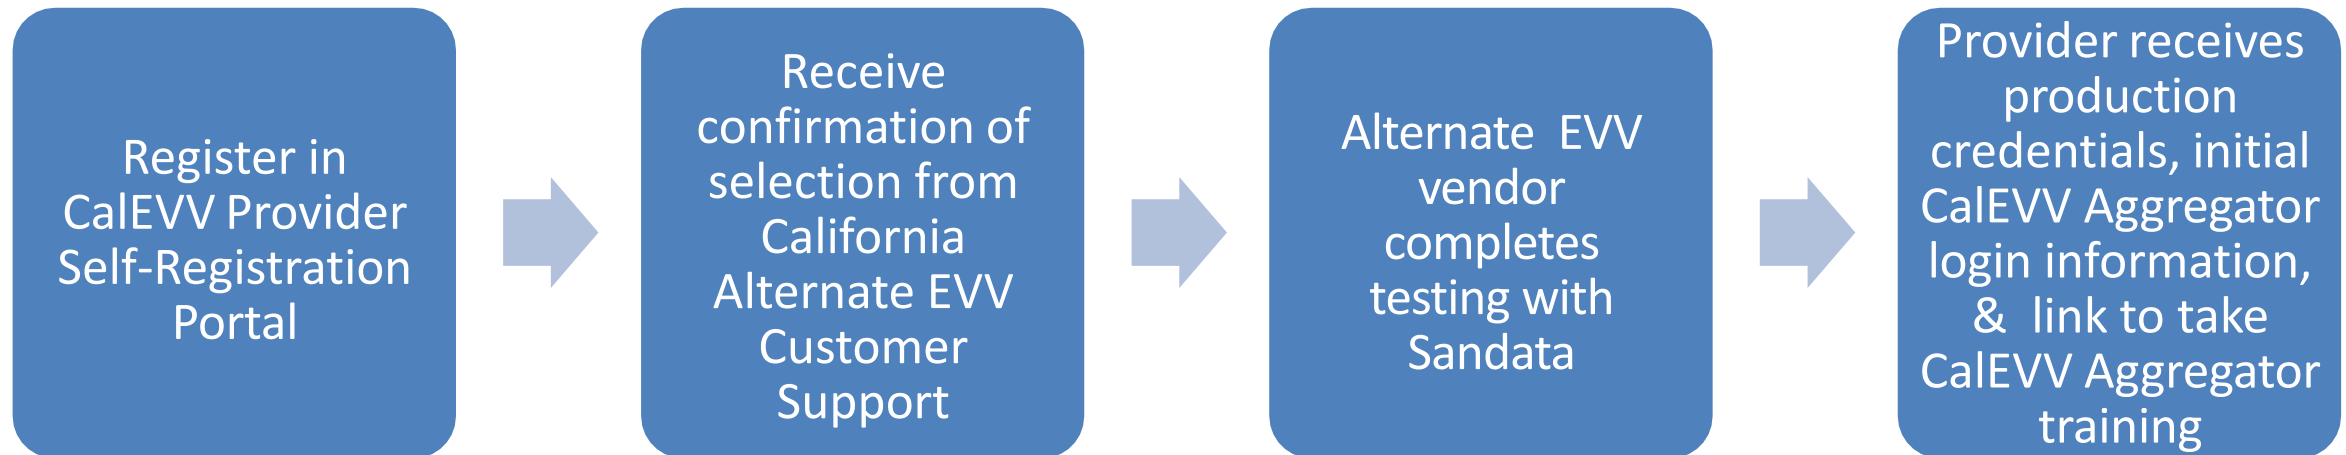 Register in
CalEVV Provider
Self-Registration
Portal
Receive
confirmation of
selection from
California
Alternate EVV
Customer
Support
Alternate  EVV
vendor
completes
testing with
Sandata
Provider receives
production
credentials, initial
CalEVV Aggregator
login information,
&  link to take
CalEVV Aggregator
training